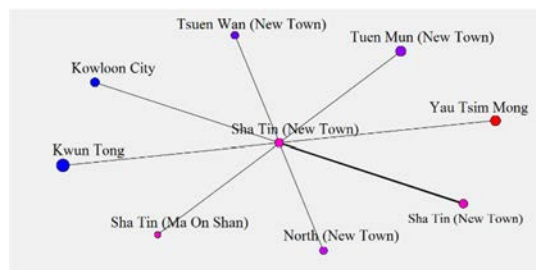 Tsuen Wan (New Town)
Tuen Mun (New Town)
Kowloon City
Yau Tsim Mong
Sha Tin (New Town)
Kwun Tong
Sha Tin (Ma On Shan)
Sha Tin (New Town)
North (New Town)